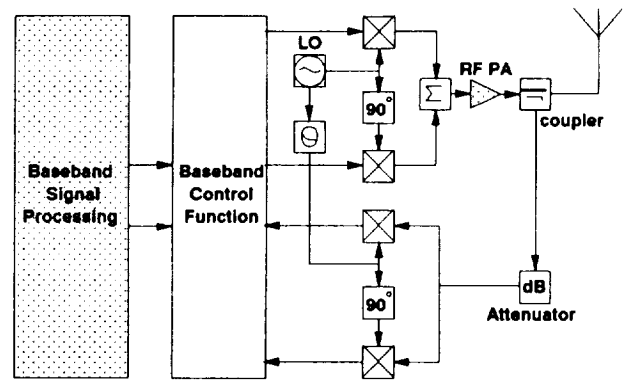 LO
RF PA
Σ
90°
coupler
θ
Baseband
Signal
Processing
Baseband
Control
Function
90°
dB
Attenuator